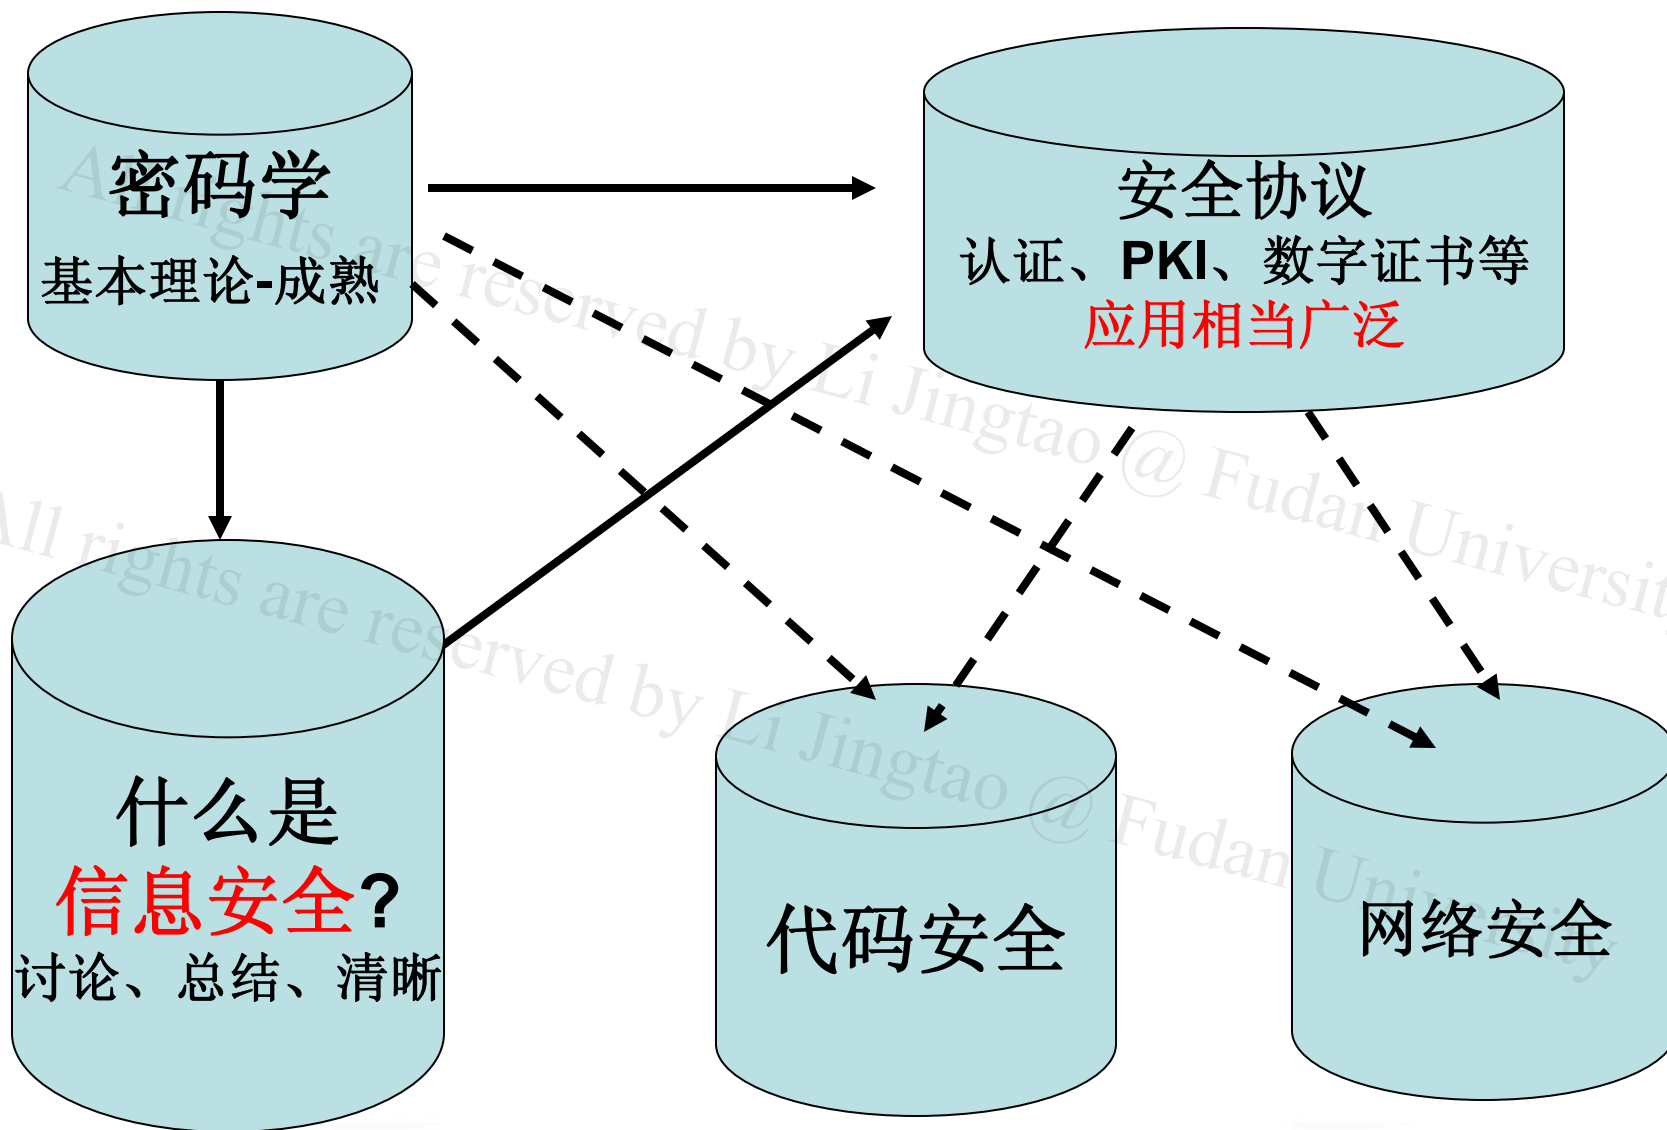 密码学
基本理论-成熟
安全协议
认证、PKI、数字证书等
应用相当广泛
什么是
信息安全?
讨论、总结、清晰
代码安全
网络安全
All rights are reserved by Li Jingtao @ Fudan University
All rights are reserved by Li Jingtao @ Fudan University